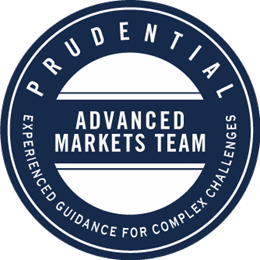 PRUDENTIAL
ADVANCED
MARKETS TEAM
EXPERIENCED GUIDANCE FOR COMPLEX CHALLENGES